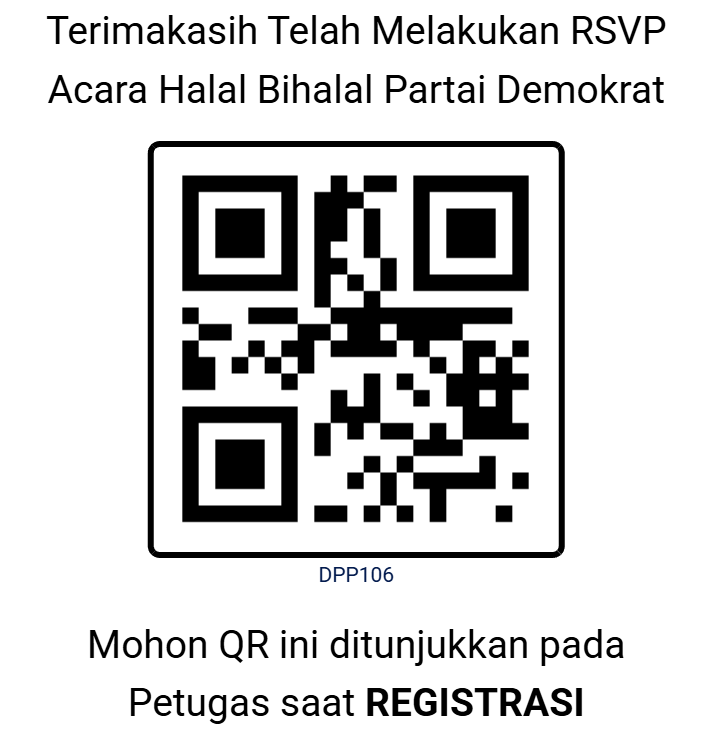 Terimakasih Telah Melakukan RSVP
Acara Halal Bihalal Partai Demokrat
DPP106
Mohon QR ini ditunjukkan pada
Petugas saat REGISTRASI